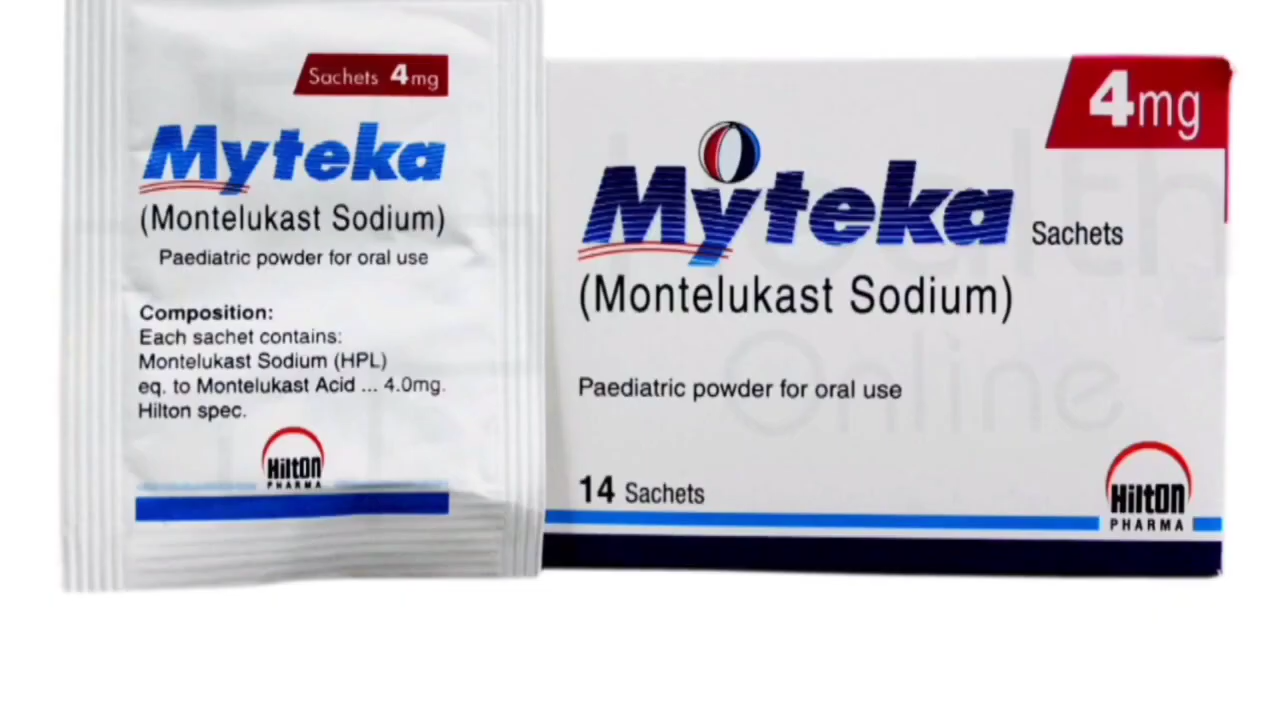 Sachets 4mg
Myteka
(Montelukast Sodium)
Paediatric powder for oral use
Composition:
Each sachet contains:
Montelukast Sodium (HPL)
eq. to Montelukast Acid ... 4.0mg.
Hilton spec.
Hilton
PHARMA
4mg
Myteka Sachets
(Montelukast Sodium)
Paediatric powder for oral use
14 Sachets
Hilton
PHARMA
Health
Online